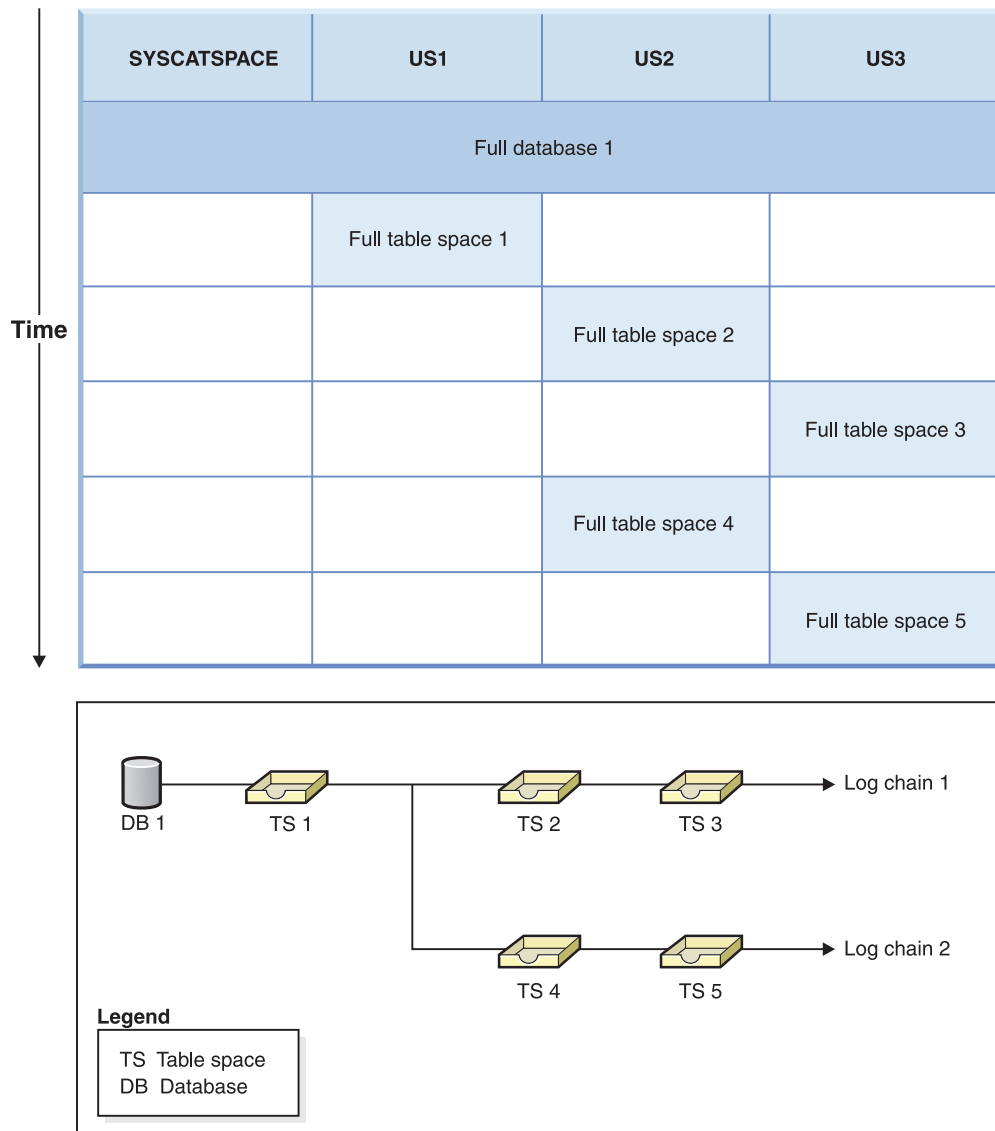 SYSCATSPACE US1 US2 US3
Full database 1
Full table space 1
Full table space 2
Time
Full table space 3
Full table space 4
Full table space 5
DB 1 TS 1 TS 2 TS 3 Log chain 1
TS 4 TS 5 Log chain 2
Legend
TS Table space
DB Database